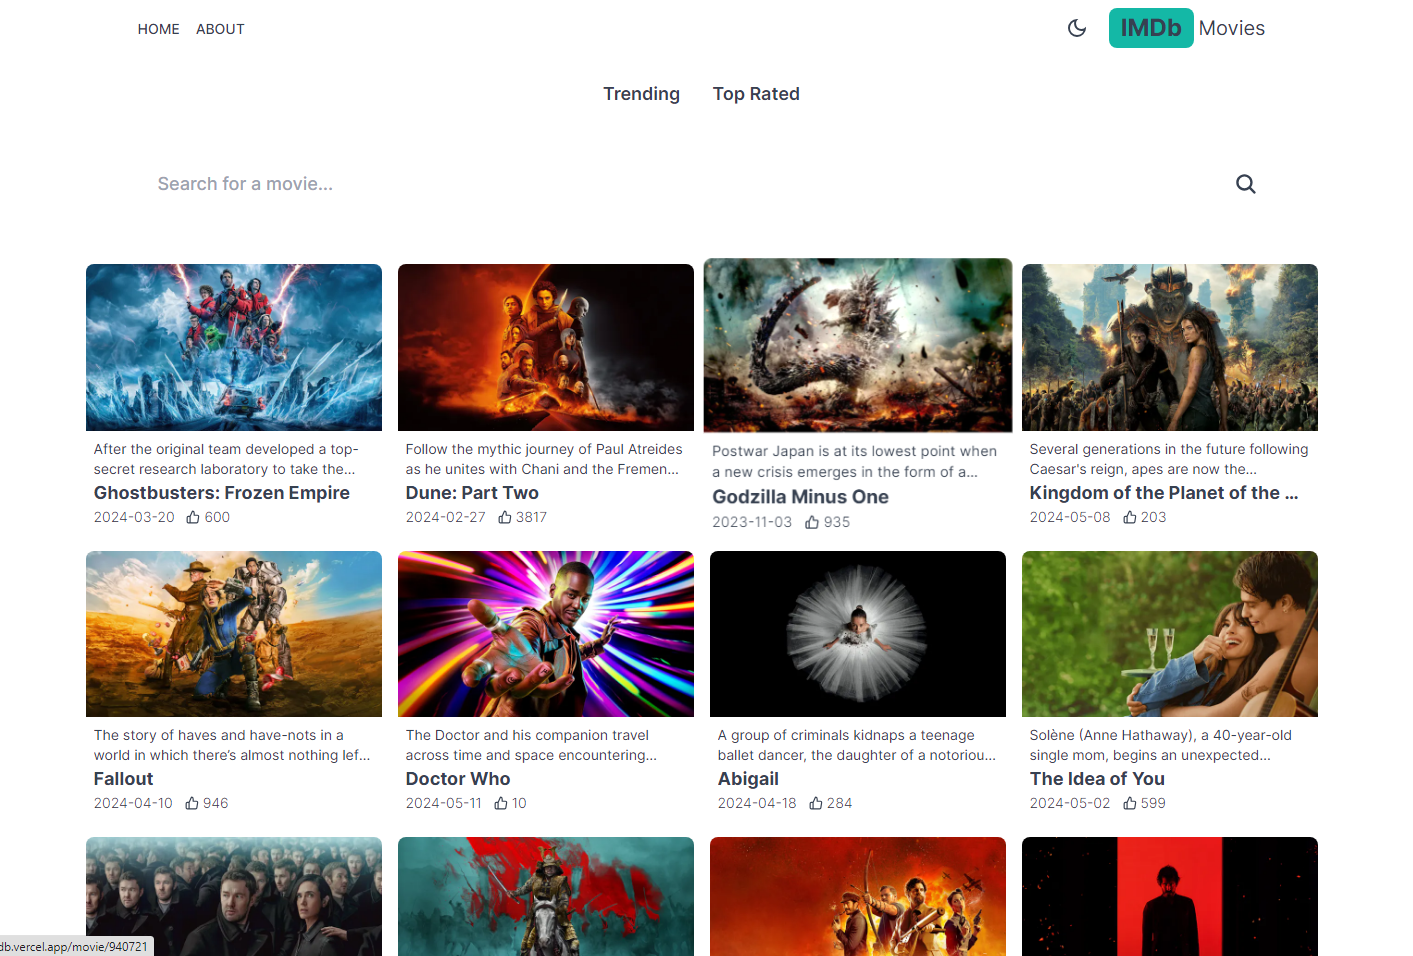 HOME ABOUT IMDb Movies
Trending Top Rated
Search for a movie...
After the original team developed a top-
secret research laboratory to take the...
Ghostbusters: Frozen Empire
2024-03-20 600
Follow the mythic journey of Paul Atreides
as he unites with Chani and the Fremen...
Dune: Part Two
2024-02-27 3817
Postwar Japan is at its lowest point when
a new crisis emerges in the form of a...
Godzilla Minus One
2023-11-03 935
Several generations in the future following
Caesar's reign, apes are now the...
Kingdom of the Planet of the ...
2024-05-08 203
The story of haves and have-nots in a
world in which there’s almost nothing lef...
Fallout
2024-04-10 946
The Doctor and his companion travel
across time and space encountering...
Doctor Who
2024-05-11 10
A group of criminals kidnaps a teenage
ballet dancer, the daughter of a notoriou...
Abigail
2024-04-18 284
Solène (Anne Hathaway), a 40-year-old
single mom, begins an unexpected...
The Idea of You
2024-05-02 599
db.vercel.app/movie/940721